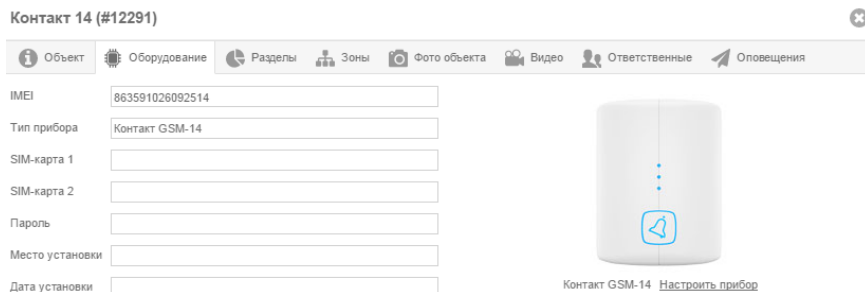 Контакт 14 (#12291)
Объект Оборудование Разделы Зоны Фото объекта Видео Ответственные Оповещения
IMEI 863591026092514
Тип прибора Контакт GSM-14
SIM-карта 1
SIM-карта 2
Пароль
Место установки
Дата установки
Контакт GSM-14 Настроить прибор